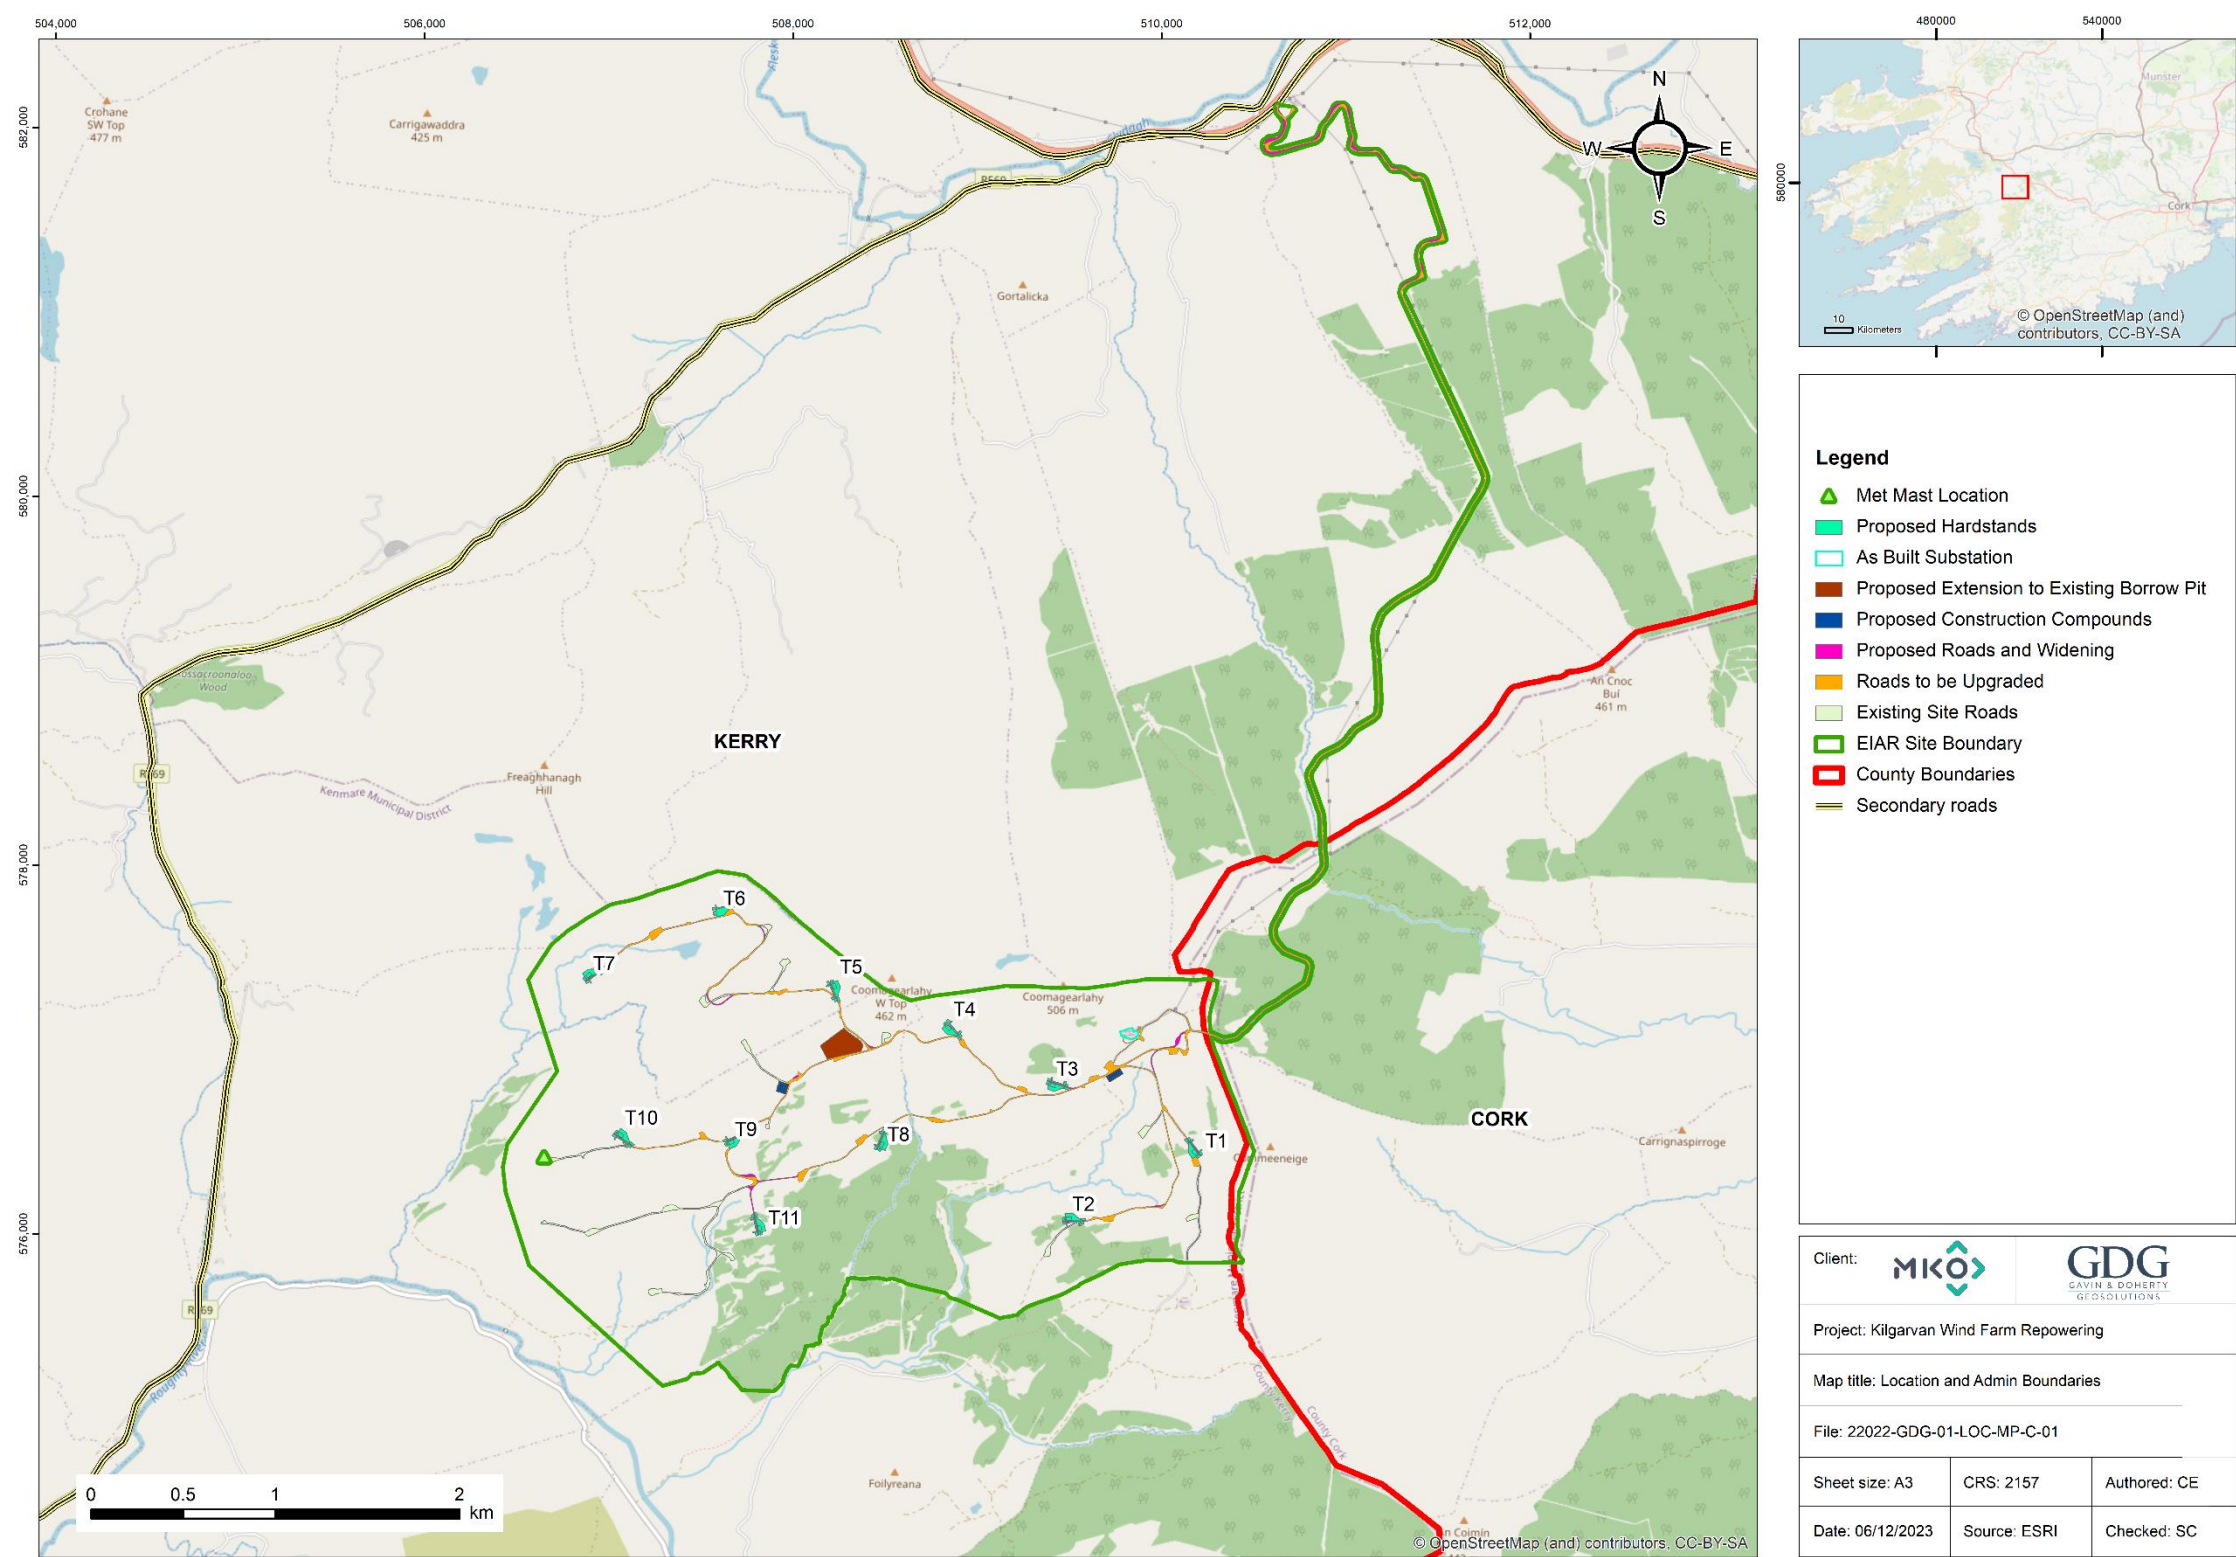 504,000
506,000
508,000
510,000
512,000
480000
540000
582,000
580,000
578,000
576,000
580000
N
W
E
S
Crohane
SW Top
477 m
Carrigawaddra
425 m
Flesk
Clydagh
R569
Gortalicka
Rossacroonaloo
Wood
R569
Kenmare Municipal District
Freaghhanagh
Hill
KERRY
An Cnoc
Buí
461 m
T6
T7
T5
Coomagearlahy
W Top
462 m
T4
Coomagearlahy
506 m
T3
T10
T9
T8
T1
CORK
Carrignaspirroge
T2
T11
R569
Roughty River
County Kerry
County Cork
Foilyreana
An Coimín
0
0.5
1
2
km
© OpenStreetMap (and) contributors, CC-BY-SA
Munster
Cork
10
Kilometers
© OpenStreetMap (and)
contributors, CC-BY-SA
Legend
Met Mast Location
Proposed Hardstands
As Built Substation
Proposed Extension to Existing Borrow Pit
Proposed Construction Compounds
Proposed Roads and Widening
Roads to be Upgraded
Existing Site Roads
EIAR Site Boundary
County Boundaries
Secondary roads
Client:
MKO
GDG
GAVIN & DOHERTY
GEOSOLUTIONS
Project: Kilgarvan Wind Farm Repowering
Map title: Location and Admin Boundaries
File: 22022-GDG-01-LOC-MP-C-01
Sheet size: A3
CRS: 2157
Authored: CE
Date: 06/12/2023
Source: ESRI
Checked: SC